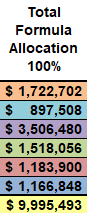 Total
Formula
Allocation
100%
$ 1,722,702
$ 897,508
$ 3,506,480
$ 1,518,056
$ 1,183,900
$ 1,166,848
$ 9,995,493